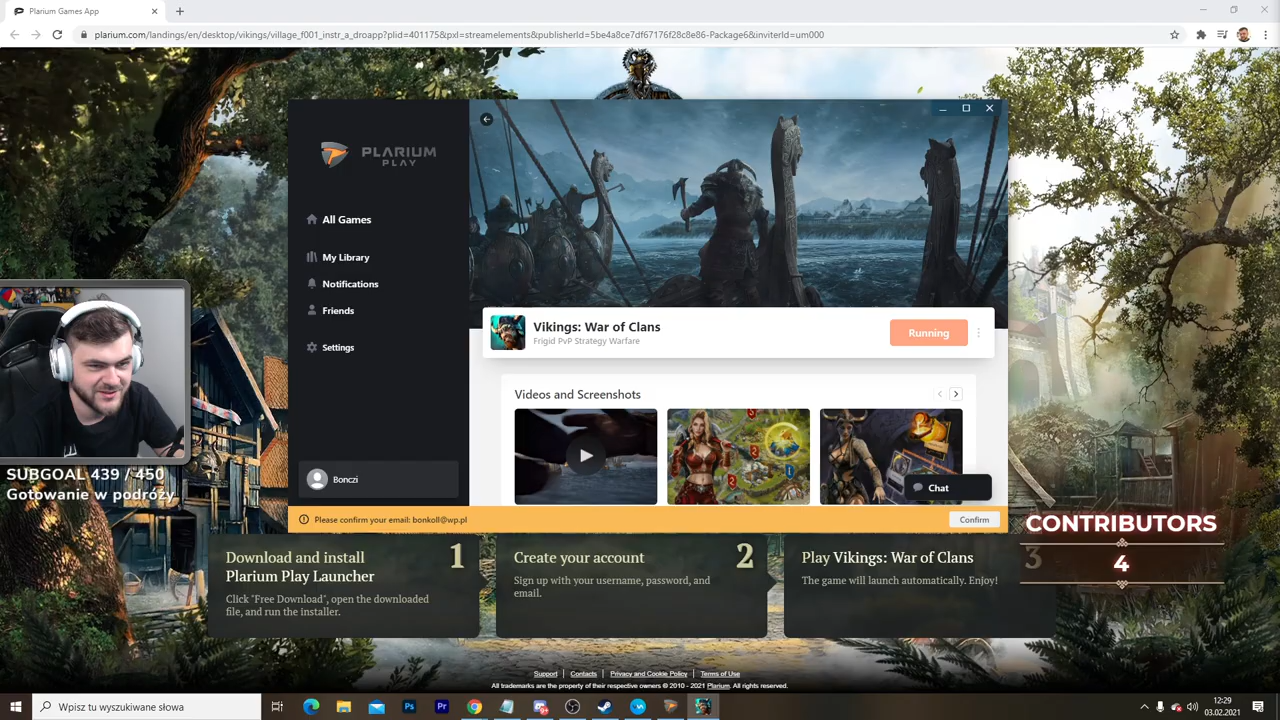 Plarium Games App
plarium.com/landings/en/desktop/vikings/village_f001_instr_a_droapp?plid=401175&pxl=streamelements&publisherId=5be4a8ce7df67176f28c8e86-Package6&inviterId=um000
PLARIUM
PLAY
All Games
My Library
Notifications
Friends
Settings
Bonczi
Vikings: War of Clans
Frigid PvP Strategy Warfare
Running
Videos and Screenshots
Chat
Please confirm your email: bonkoll@wp.pl
Confirm
SUBGOAL 439 / 450
Gotowanie w podróży
CONTRIBUTORS
4
Download and install
Plarium Play Launcher
1
Click "Free Download", open the downloaded
file, and run the installer.
Create your account
2
Sign up with your username, password, and
email.
Play Vikings: War of Clans
3
The game will launch automatically. Enjoy!
Support
Contacts
Privacy and Cookie Policy
Terms of Use
All trademarks are the property of their respective owners © 2010 - 2021 Plarium. All rights reserved.
Wpisz tu wyszukiwane słowa
Ps
Pr
12:29
03.02.2021